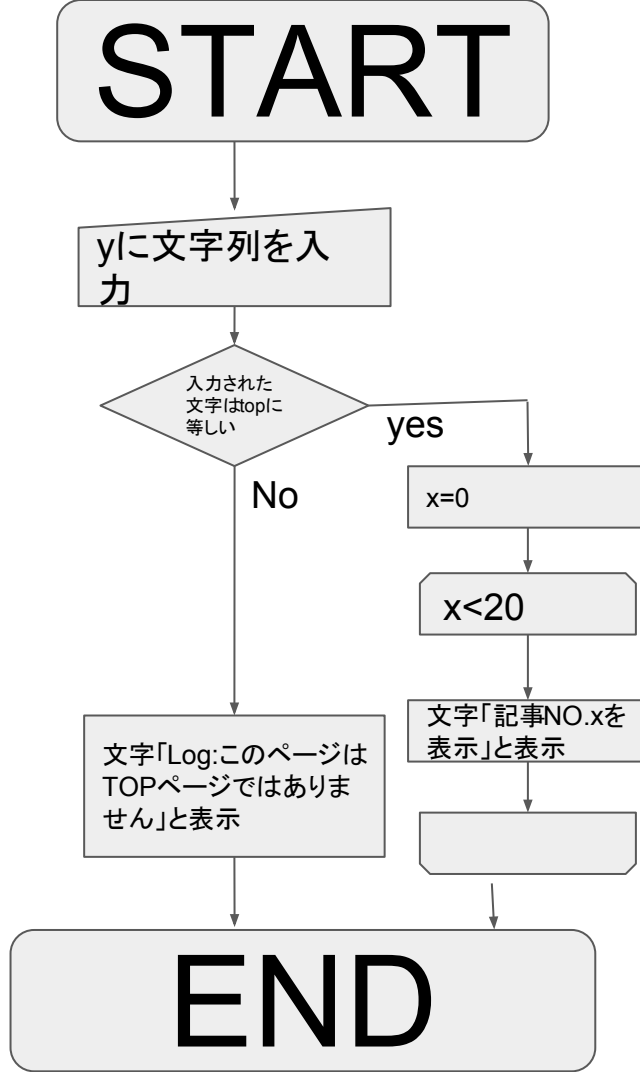 START
yに文字列を入
力
入力された
文字はtopに
等しい
yes
No
x=0
x<20
文字「記事NO.xを
表示」と表示
文字「Log:このページは
TOPページではありま
せん」と表示
END